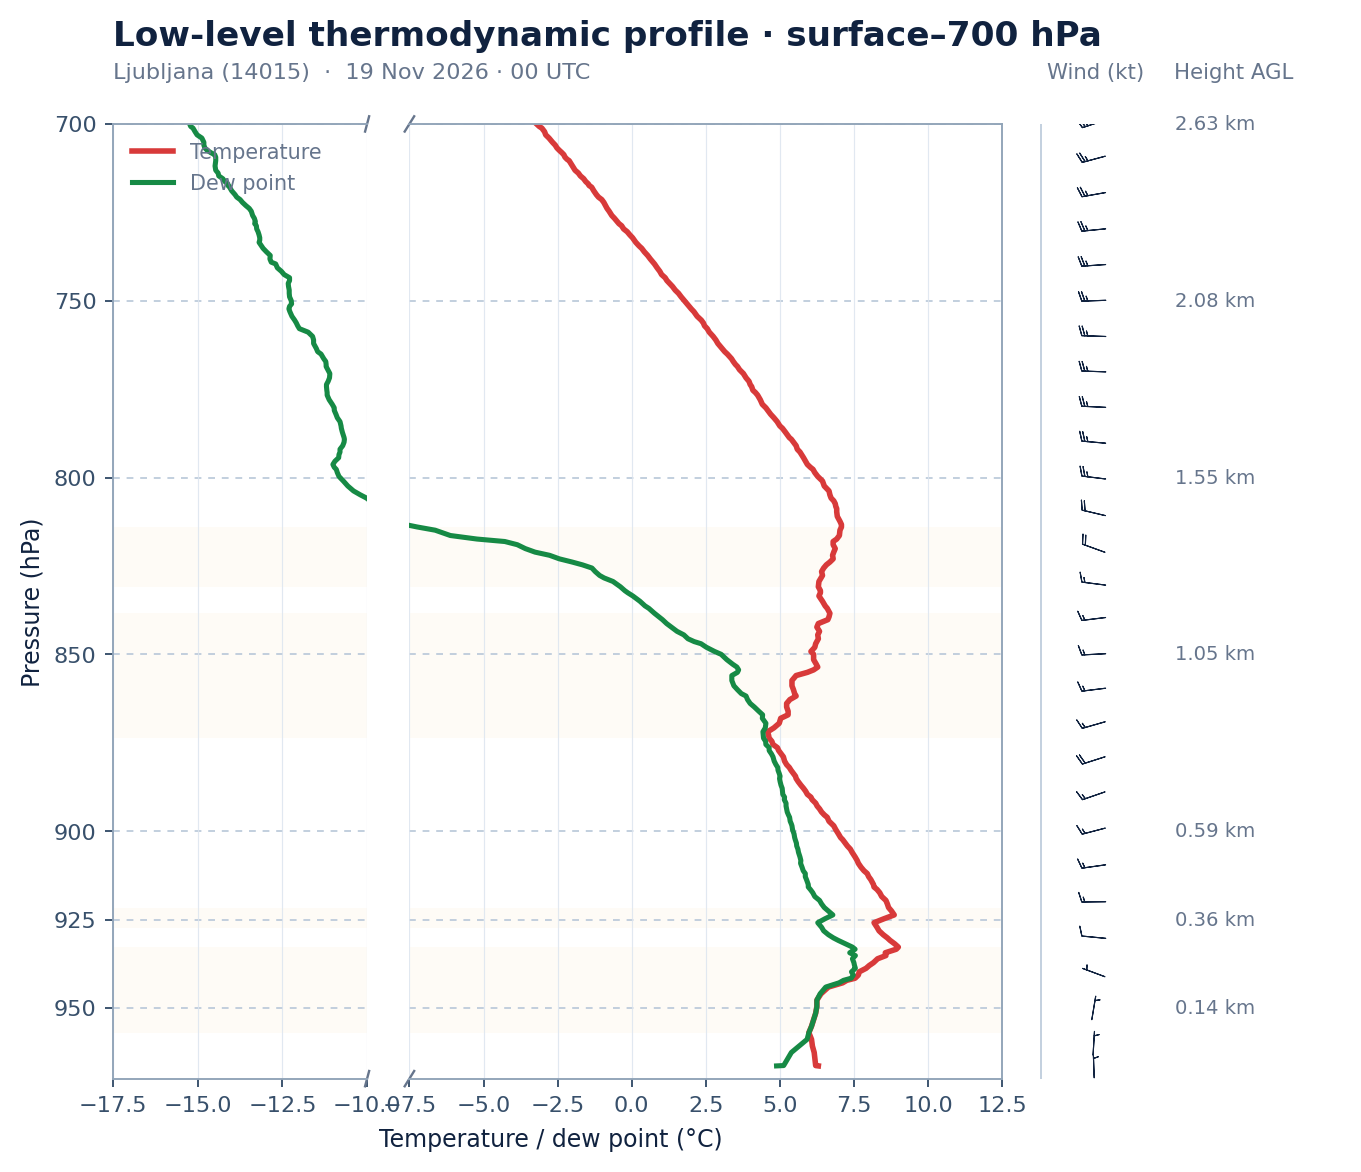 Low-level thermodynamic profile · surface–700 hPa
Ljubljana (14015) · 19 Nov 2026 · 00 UTC
Wind (kt) Height AGL
700 2.63 km
Temperature
Dew point
750 2.08 km
800 1.55 km
850 1.05 km
900 0.59 km
925 0.36 km
950 0.14 km
Pressure (hPa)
−17.5 −15.0 −12.5 −10.0 −7.5 −5.0 −2.5 0.0 2.5 5.0 7.5 10.0 12.5
Temperature / dew point (°C)